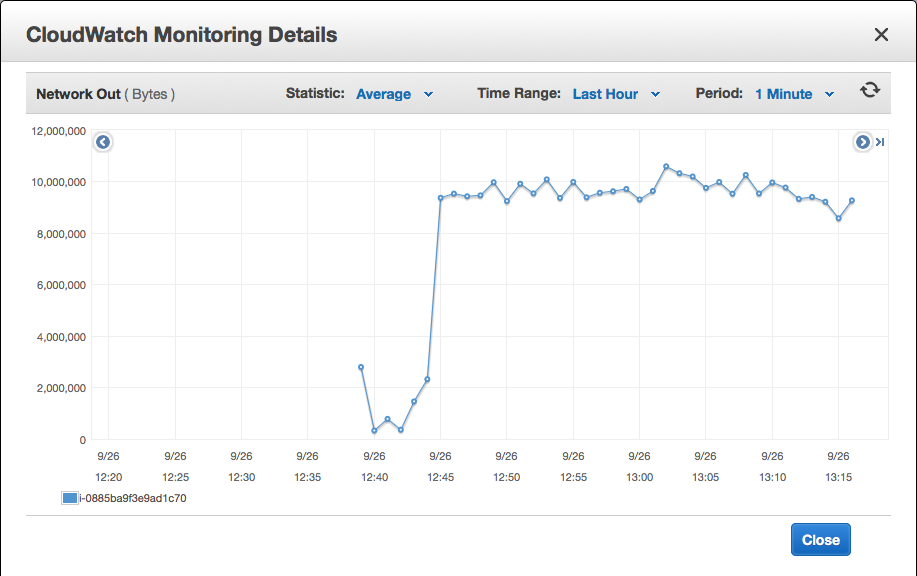 CloudWatch Monitoring Details
Network Out ( Bytes ) Statistic: Average Time Range: Last Hour Period: 1 Minute
12,000,000
10,000,000
8,000,000
6,000,000
4,000,000
2,000,000
0
9/26 9/26 9/26 9/26 9/26 9/26 9/26 9/26 9/26 9/26 9/26 9/26
12:20 12:25 12:30 12:35 12:40 12:45 12:50 12:55 13:00 13:05 13:10 13:15
i-0885ba9f3e9ad1c70
Close